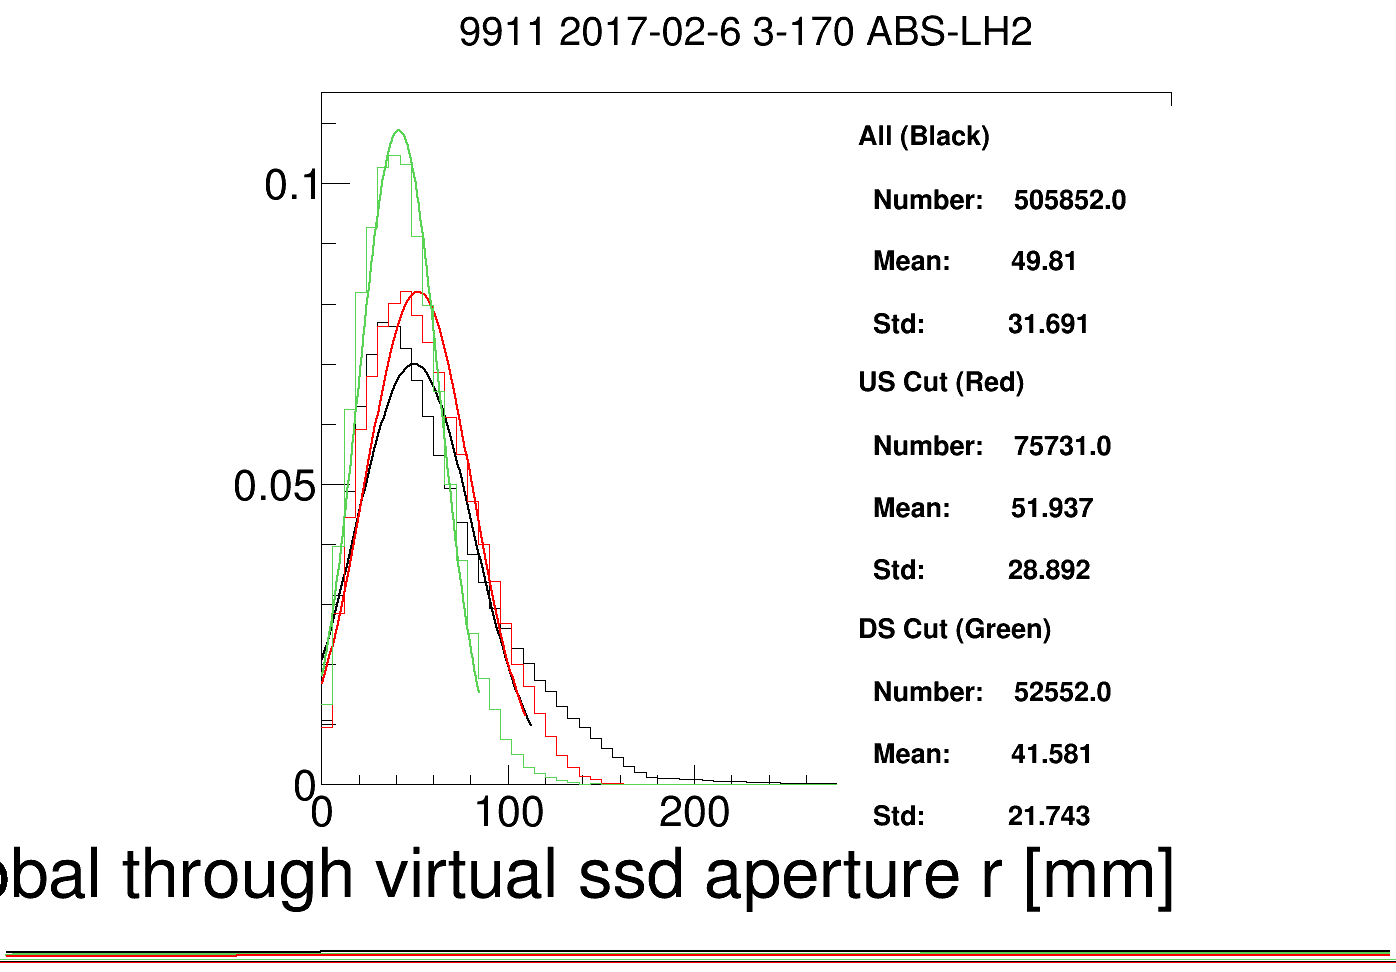 9911 2017-02-6 3-170 ABS-LH2
All (Black)
Number: 505852.0
Mean: 49.81
Std: 31.691
US Cut (Red)
Number: 75731.0
Mean: 51.937
Std: 28.892
DS Cut (Green)
Number: 52552.0
Mean: 41.581
Std: 21.743
0.1
0.05
0
0 100 200
obal through virtual ssd aperture r [mm]